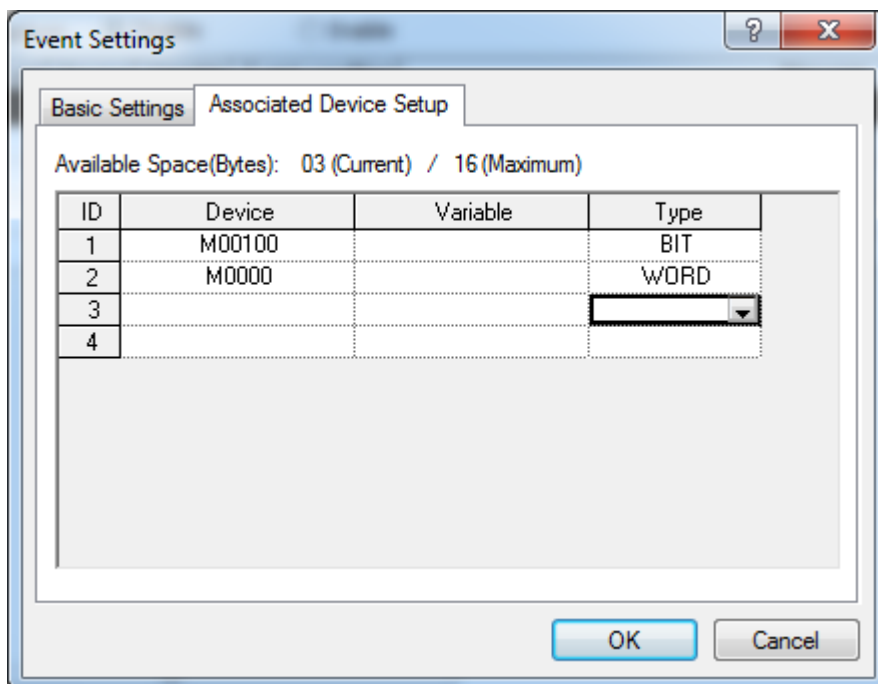 Event Settings
Basic Settings Associated Device Setup
Available Space(Bytes): 03 (Current) / 16 (Maximum)
ID Device Variable Type
1 M00100 BIT
2 M0000 WORD
3
4
OK Cancel